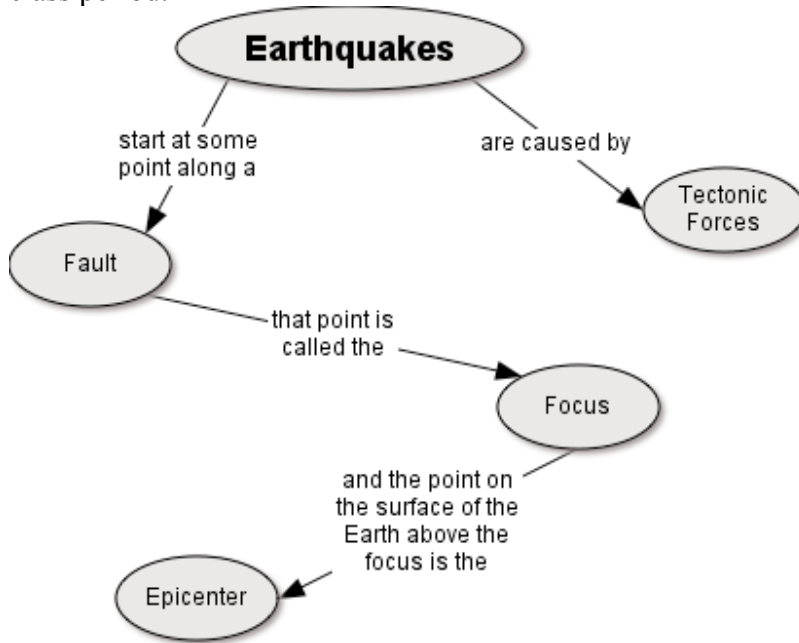 Earthquakes
start at some
point along a
are caused by
Tectonic
Forces
Fault
that point is
called the
Focus
and the point on
the surface of the
Earth above the
focus is the
Epicenter